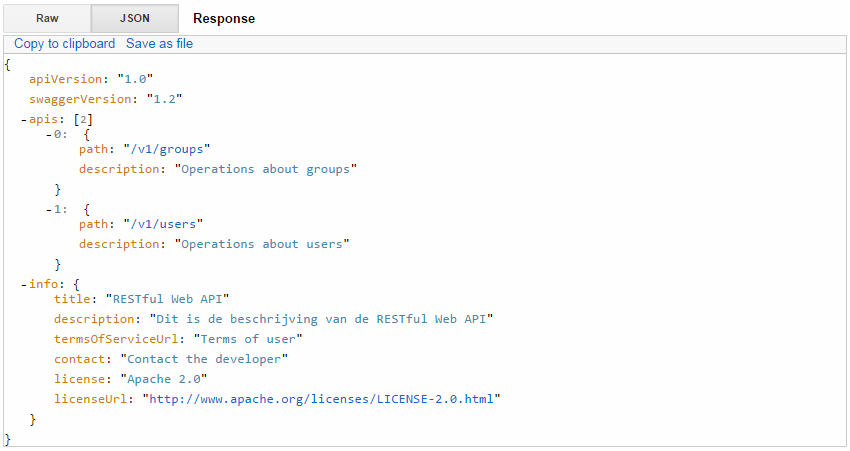 Raw JSON Response
Copy to clipboard Save as file
{
apiVersion: "1.0"
swaggerVersion: "1.2"
-apis: [2]
-0: {
path: "/v1/groups"
description: "Operations about groups"
}
-1: {
path: "/v1/users"
description: "Operations about users"
}
-info: {
title: "RESTful Web API"
description: "Dit is de beschrijving van de RESTful Web API"
termsOfServiceUrl: "Terms of user"
contact: "Contact the developer"
license: "Apache 2.0"
licenseUrl: "http://www.apache.org/licenses/LICENSE-2.0.html"
}
}